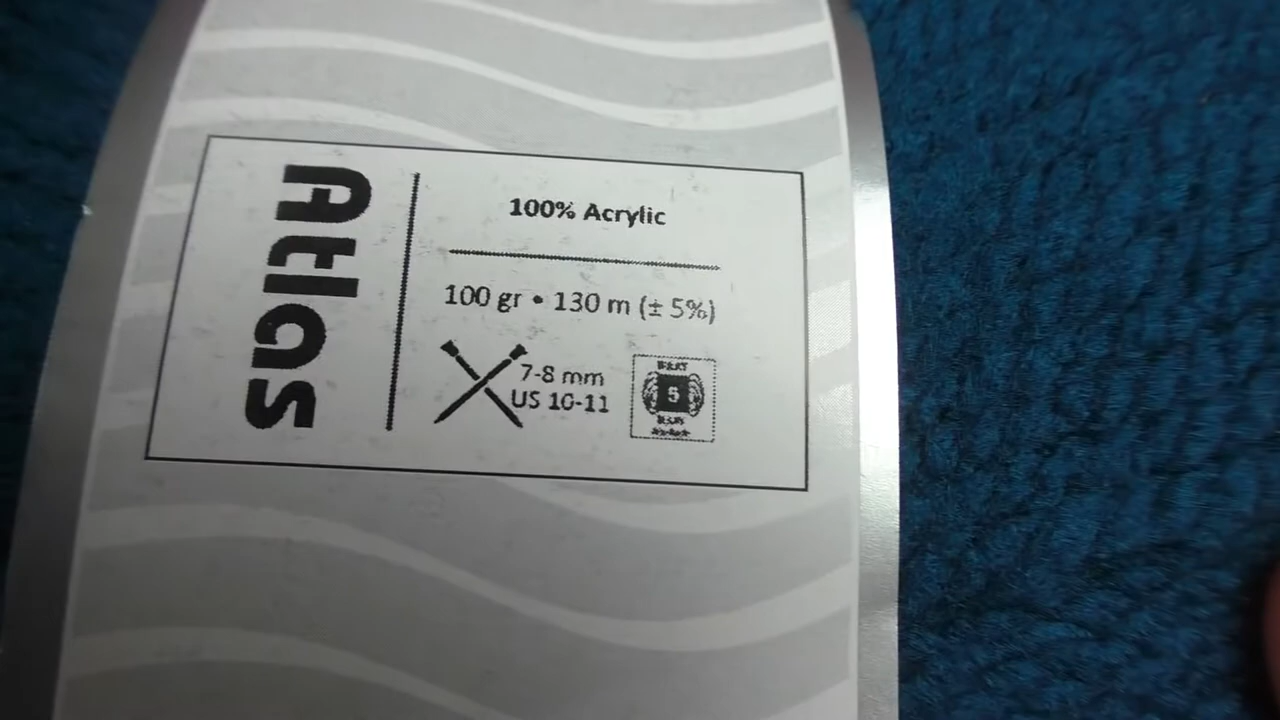 Atlas
100% Acrylic
100 gr • 130 m (± 5%)
7-8 mm
US 10-11
5